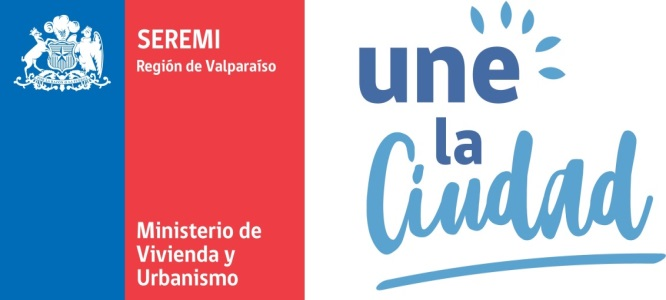 SEREMI
Región de Valparaíso
Ministerio de
Vivienda y
Urbanismo
une
la
Ciudad